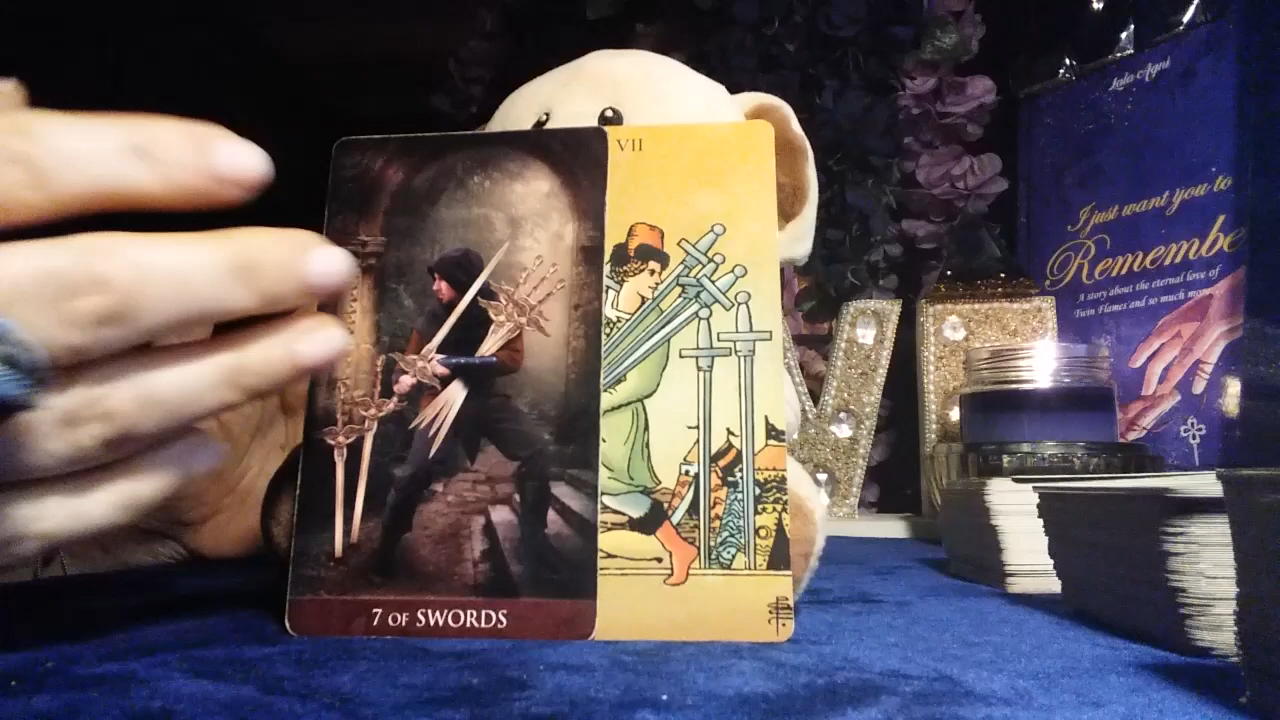 VII
7 OF SWORDS
Lola Agni
I just want you to
Remembe
A story about the eternal love of
Twin Flames and so much more